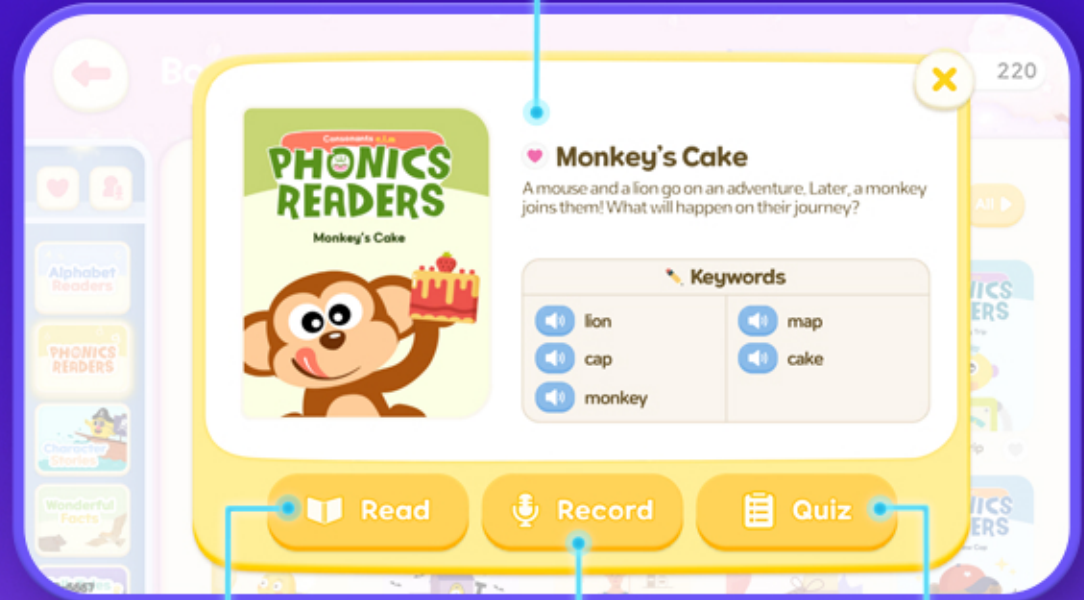 220
Alphabet
Readers
PHONICS
READERS
Character
Stories
Wonderful
Facts
All
Consonants
PHONICS
READERS
Monkey's Cake
Monkey's Cake
A mouse and a lion go on an adventure. Later, a monkey
joins them! What will happen on their journey?
Keywords
lion
map
cap
cake
monkey
Read
Record
Quiz